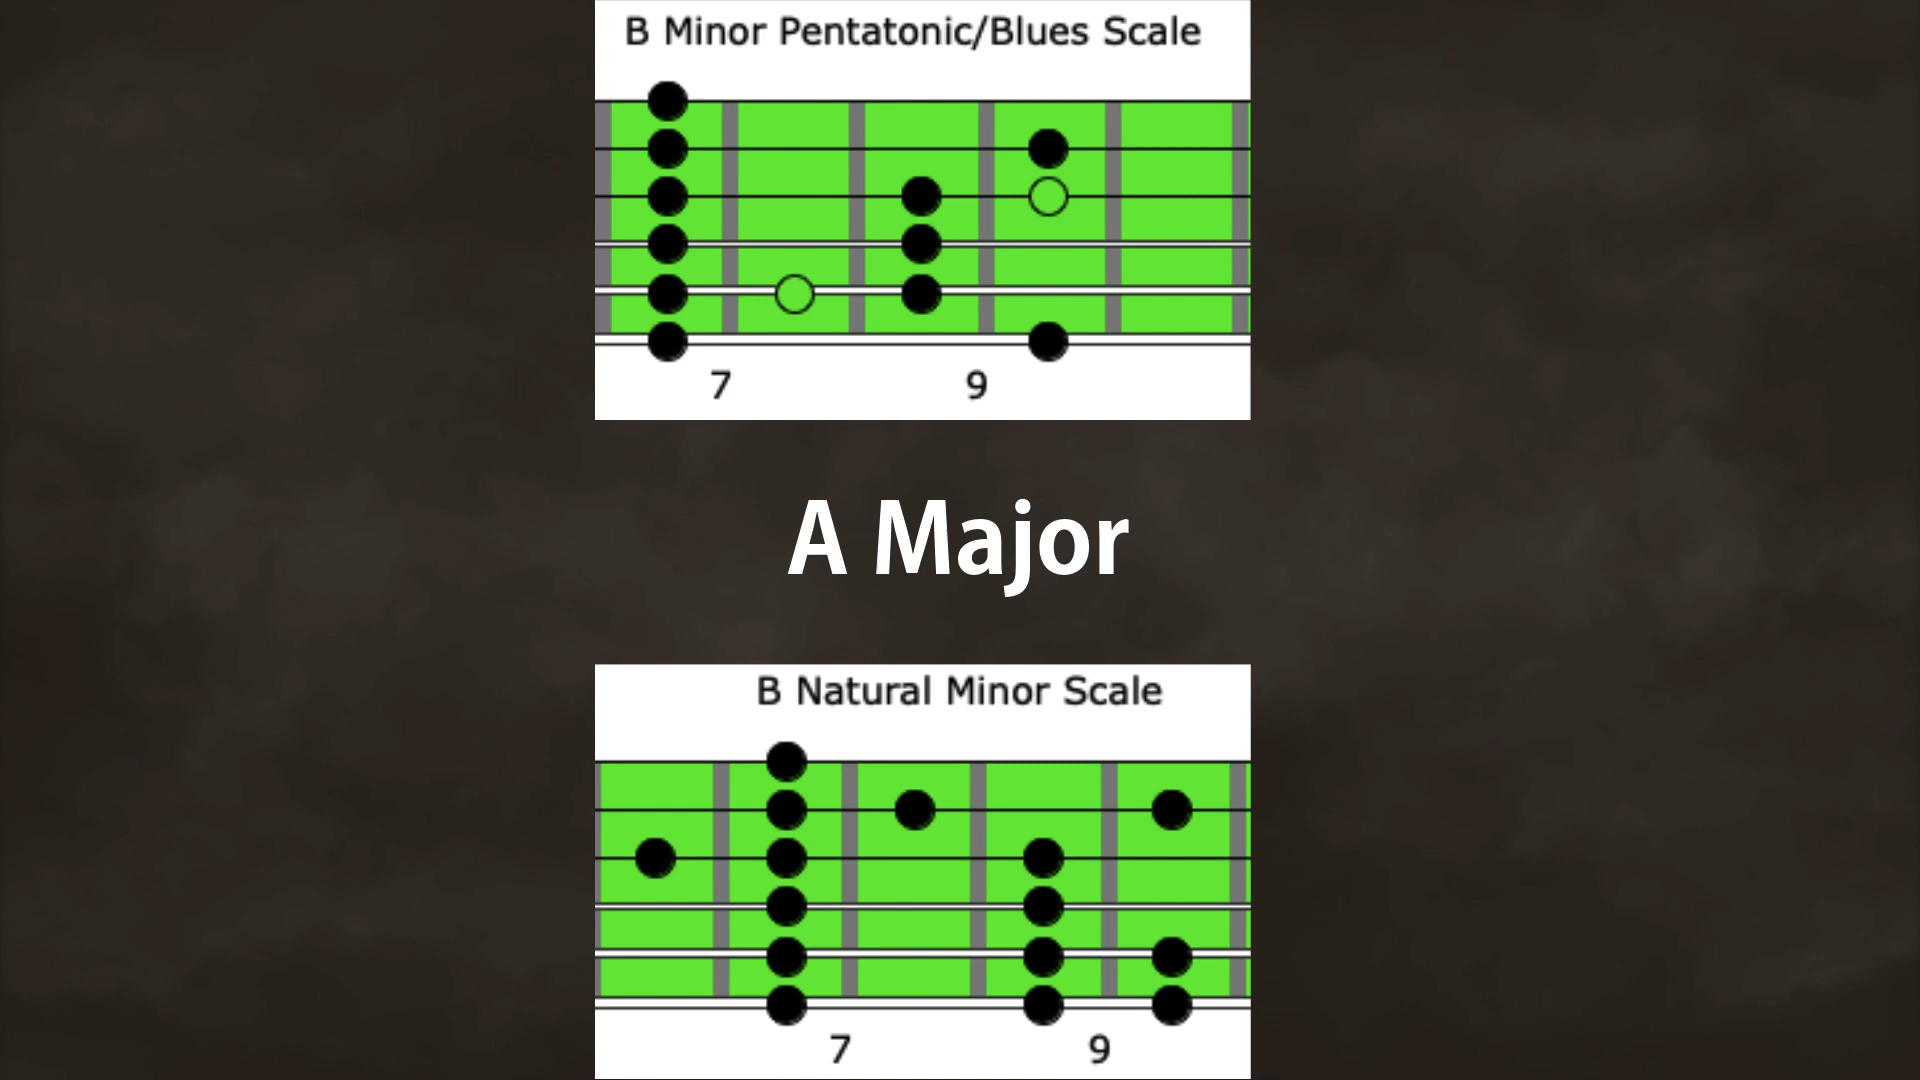 B Minor Pentatonic/Blues Scale
7 9
A Major
B Natural Minor Scale
7 9